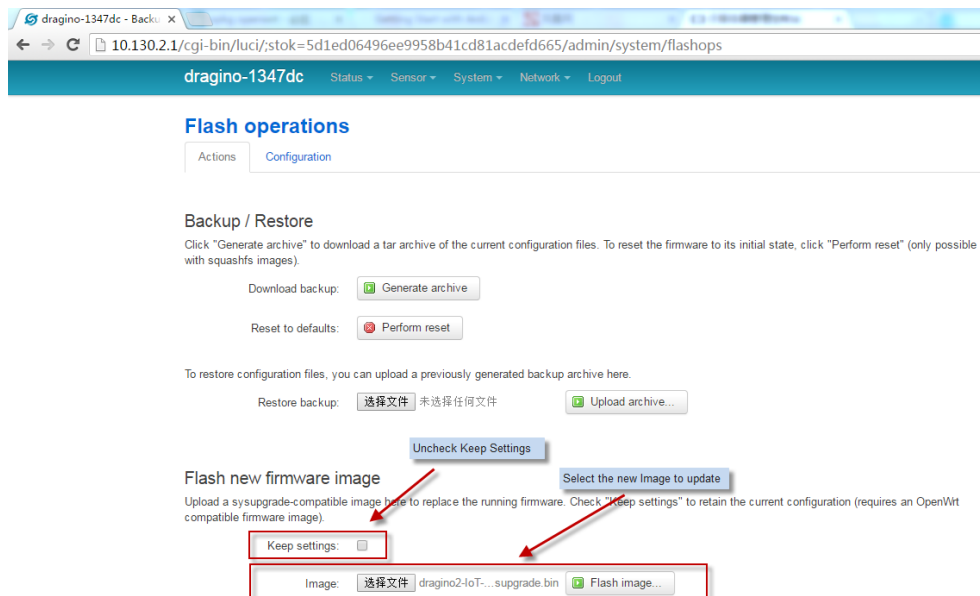 dragino-1347dc - Backu
10.130.2.1/cgi-bin/luci/;stok=5d1ed06496ee9958b41cd81acdefd665/admin/system/flashops
dragino-1347dc Status Sensor System Network Logout
Flash operations
Actions Configuration
Backup / Restore
Click "Generate archive" to download a tar archive of the current configuration files. To reset the firmware to its initial state, click "Perform reset" (only possible
with squashfs images).
Download backup: Generate archive
Reset to defaults: Perform reset
To restore configuration files, you can upload a previously generated backup archive here.
Restore backup: 选择文件 未选择任何文件 Upload archive...
Uncheck Keep Settings
Select the new Image to update
Flash new firmware image
Upload a sysupgrade-compatible image here to replace the running firmware. Check "Keep settings" to retain the current configuration (requires an OpenWrt
compatible firmware image).
Keep settings:
Image: 选择文件 dragino2-IoT-...supgrade.bin Flash image...